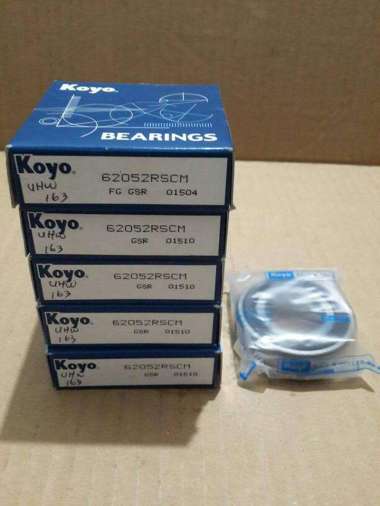 Koyo®
BEARINGS
Koyo®
62052RSCM
FG GSR 01504
UHW
163
Koyo®
62052RSCM
GSR 01510
UHW
163
Koyo®
62052RSCM
GSR 01510
UHW
163
Koyo®
62052RSCM
GSR 01510
UHW
163
Koyo®
62052RSCM
GSR 01510
UHW
163
Koyo